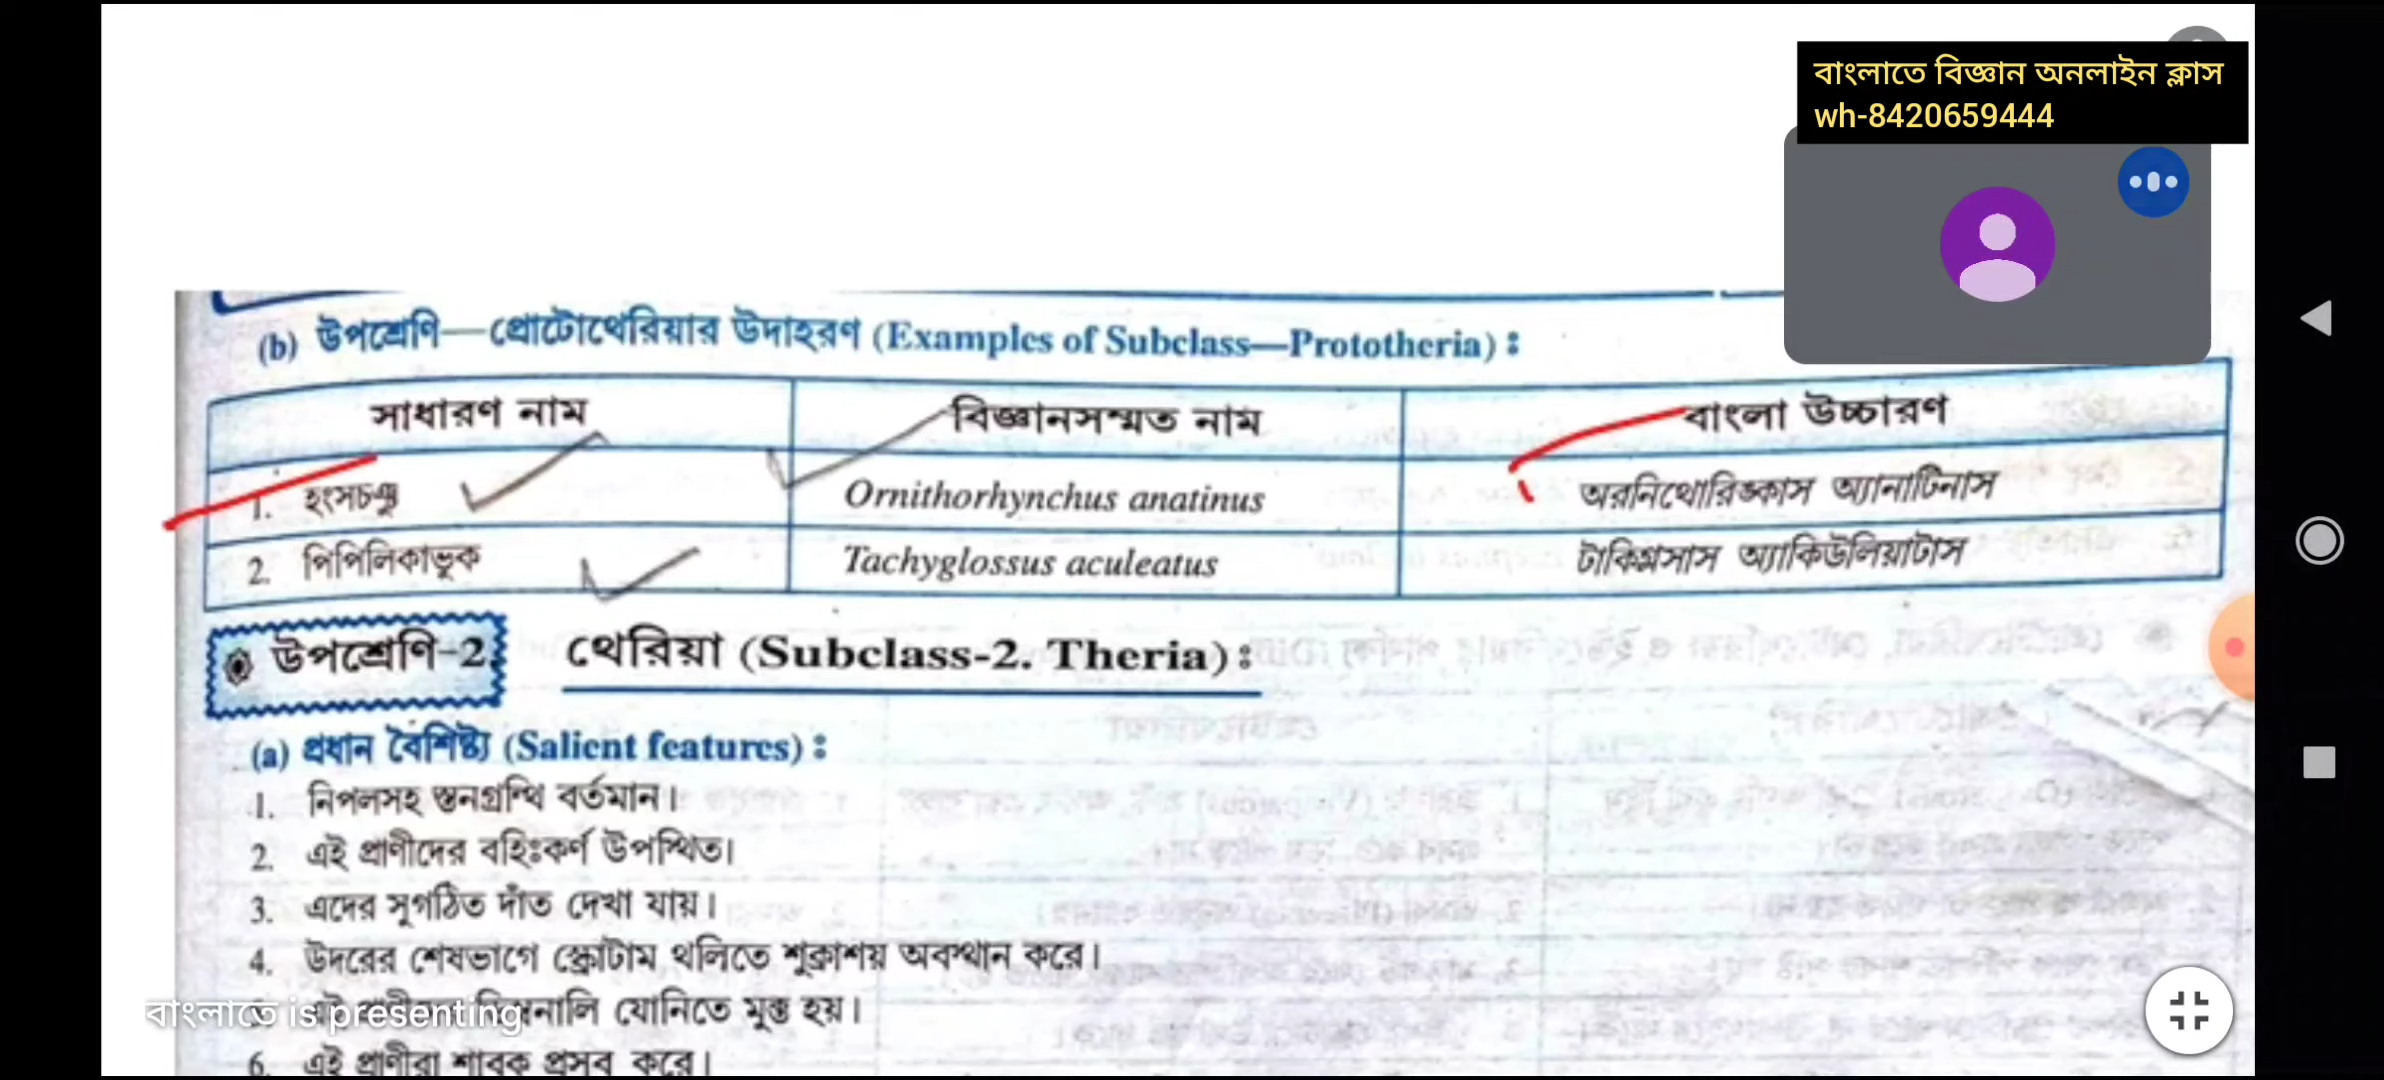 বাংলাতে বিজ্ঞান অনলাইন ক্লাস
wh-8420659444
(b) উপশ্রেণি—প্রোটোথেরিয়ার উদাহরণ (Examples of Subclass—Prototheria) :
সাধারণ নাম বিজ্ঞানসম্মত নাম বাংলা উচ্চারণ
1. হংসচঞ্চু Ornithorhynchus anatinus অরনিথোরিঙ্কাস অ্যানাটিনাস
2. পিপিলিকাভুক Tachyglossus aculeatus টাকিগ্লসাস অ্যাকিউলিয়াটাস
উপশ্রেণি-2 থেরিয়া (Subclass-2. Theria) :
(a) প্রধান বৈশিষ্ট্য (Salient features) :
1. নিপলসহ স্তনগ্রন্থি বর্তমান।
2. এই প্রাণীদের বহিঃকর্ণ উপস্থিত।
3. এদের সুগঠিত দাঁত দেখা যায়।
4. উদরের শেষভাগে স্ক্রোটাম থলিতে শুক্রাশয় অবস্থান করে।
যোনিতে মুক্ত হয়।
বাংলাতে is presenting
6. এই প্রাণীরা শাবক প্রসব করে।